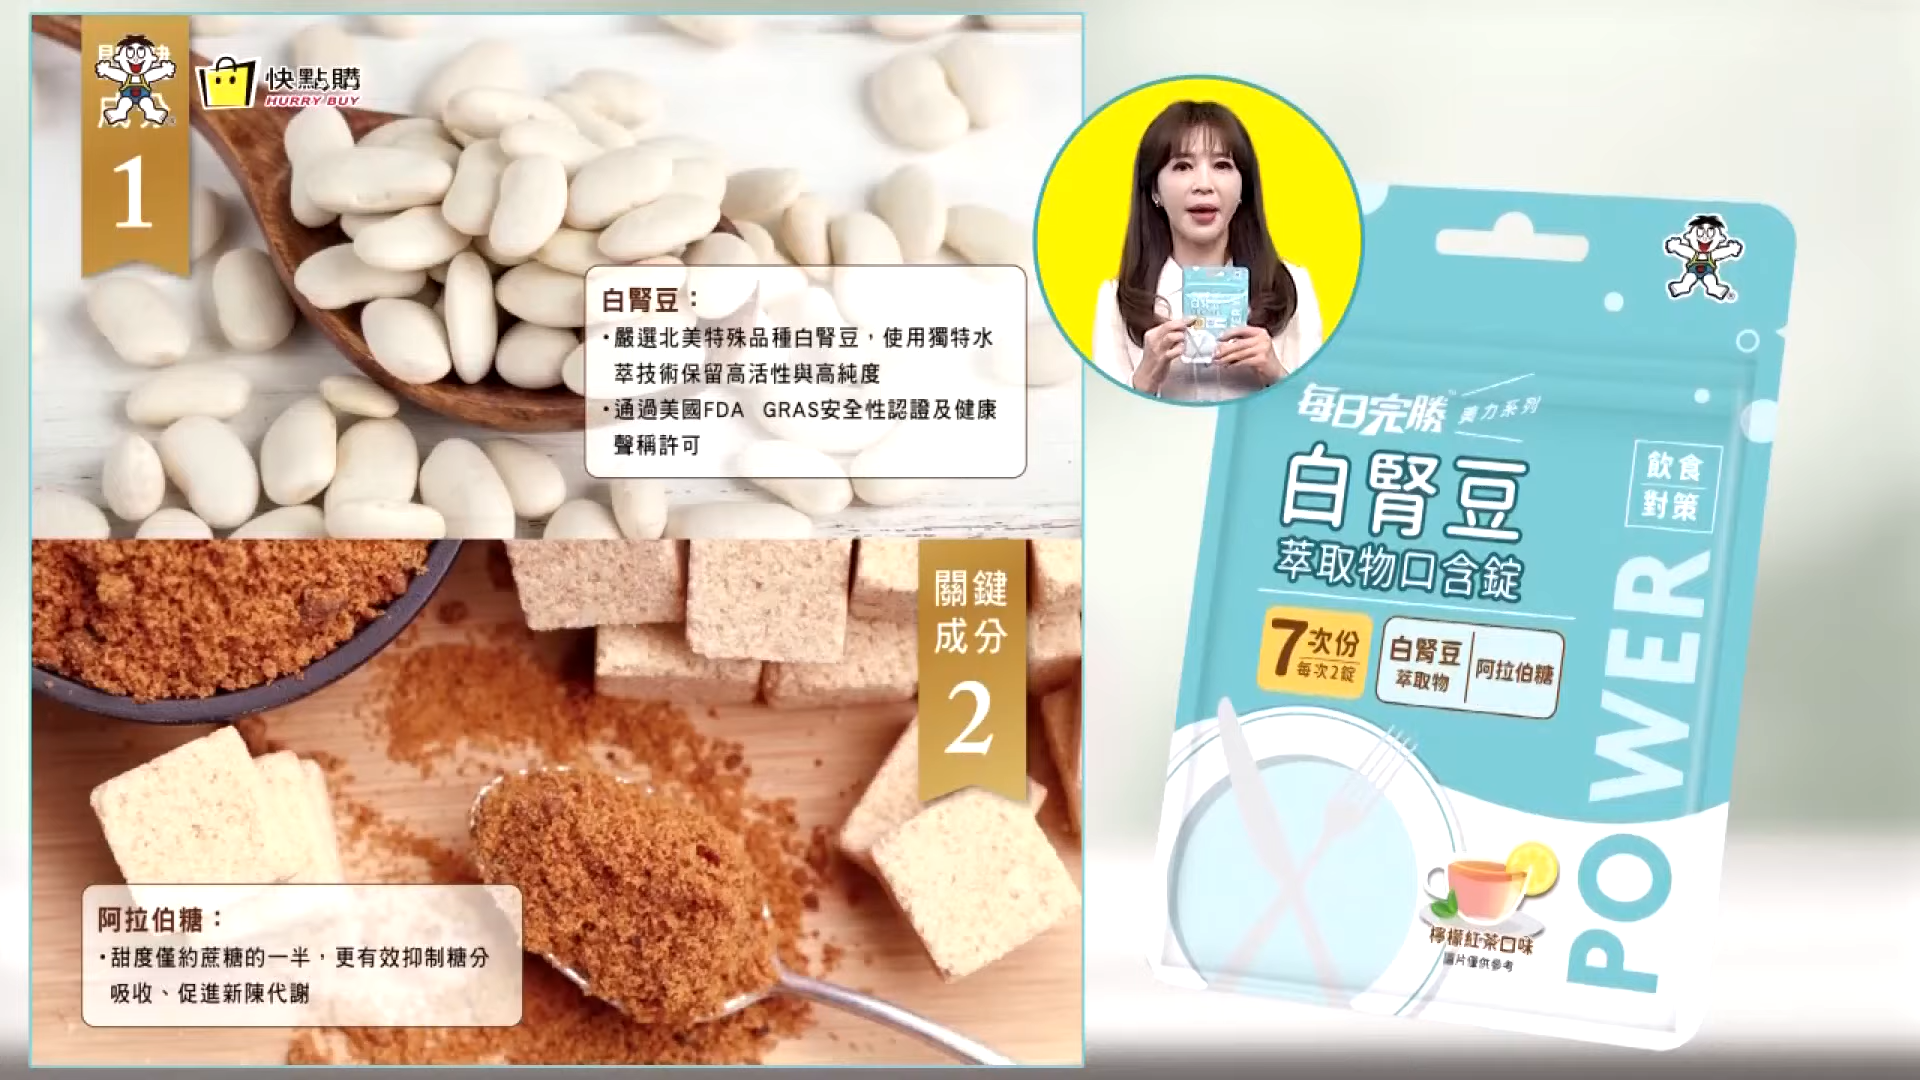 1
快點購
HURRY BUY
白腎豆：
•嚴選北美特殊品種白腎豆，使用獨特水
萃技術保留高活性與高純度
•通過美國FDA GRAS安全性認證及健康
聲稱許可
關鍵
成分
2
阿拉伯糖：
•甜度僅約蔗糖的一半，更有效抑制糖分
吸收、促進新陳代謝
每日完勝 美力系列
白腎豆
萃取物口含錠
飲食
對策
7次份
每次2錠
白腎豆
萃取物
阿拉伯糖
POWER
檸檬紅茶口味
圖片僅供參考